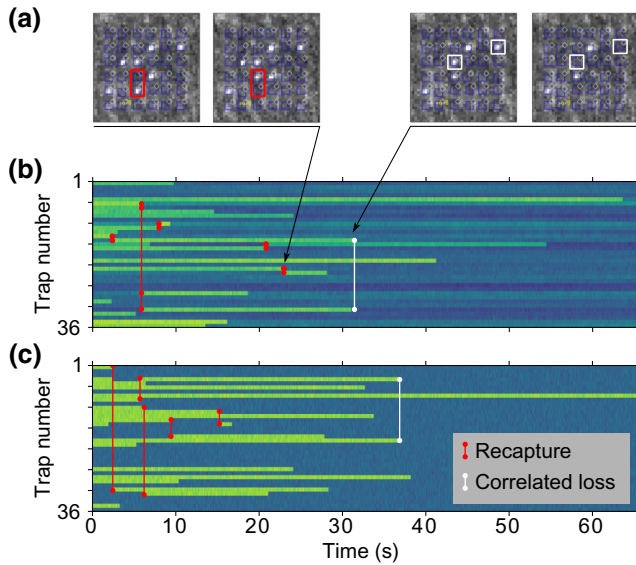 (a)
(b)
1
Trap number
36
(c)
1
Trap number
36
Recapture
Correlated loss
0 10 20 30 40 50 60
Time (s)